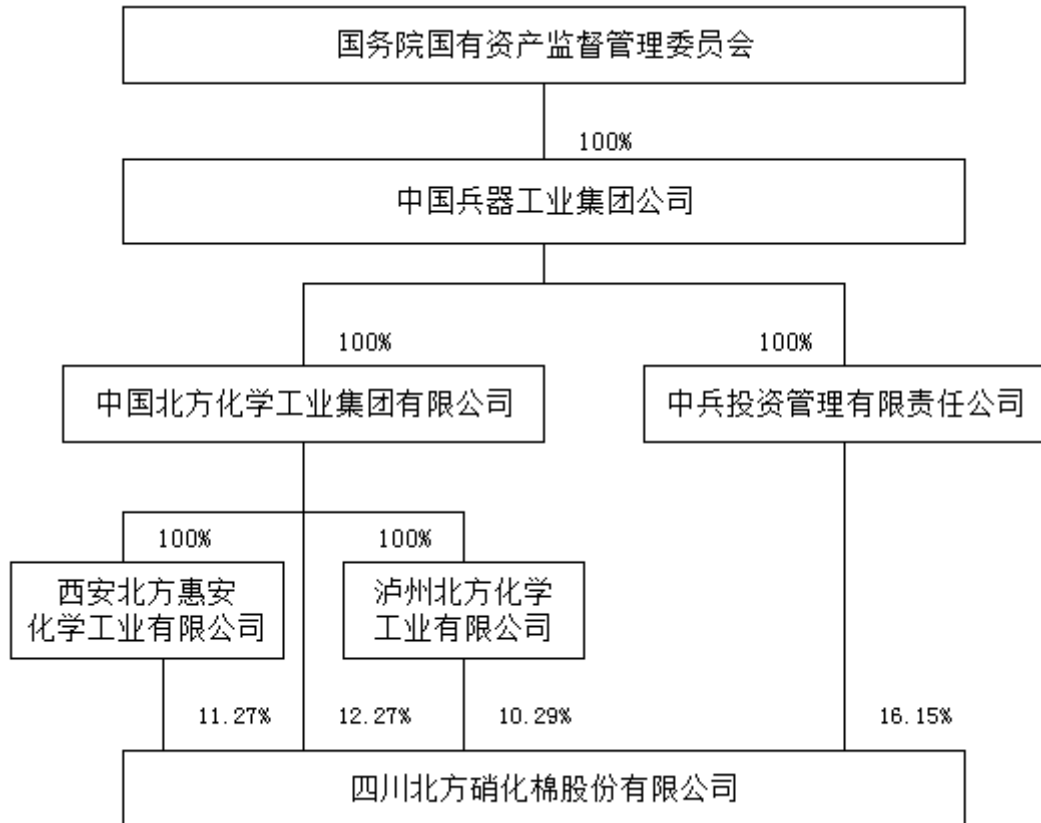 国务院国有资产监督管理委员会
100%
中国兵器工业集团公司
100%
100%
中国北方化学工业集团有限公司
中兵投资管理有限责任公司
100%
100%
西安北方惠安
化学工业有限公司
泸州北方化学
工业有限公司
11.27%
12.27%
10.29%
16.15%
四川北方硝化棉股份有限公司